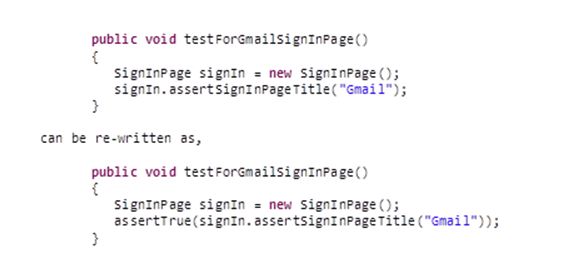 public void testForGmailSignInPage()
{
SignInPage signIn = new SignInPage();
signIn.assertSignInPageTitle("Gmail");
}
can be re-written as,
public void testForGmailSignInPage()
{
SignInPage signIn = new SignInPage();
assertTrue(signIn.assertSignInPageTitle("Gmail"));
}